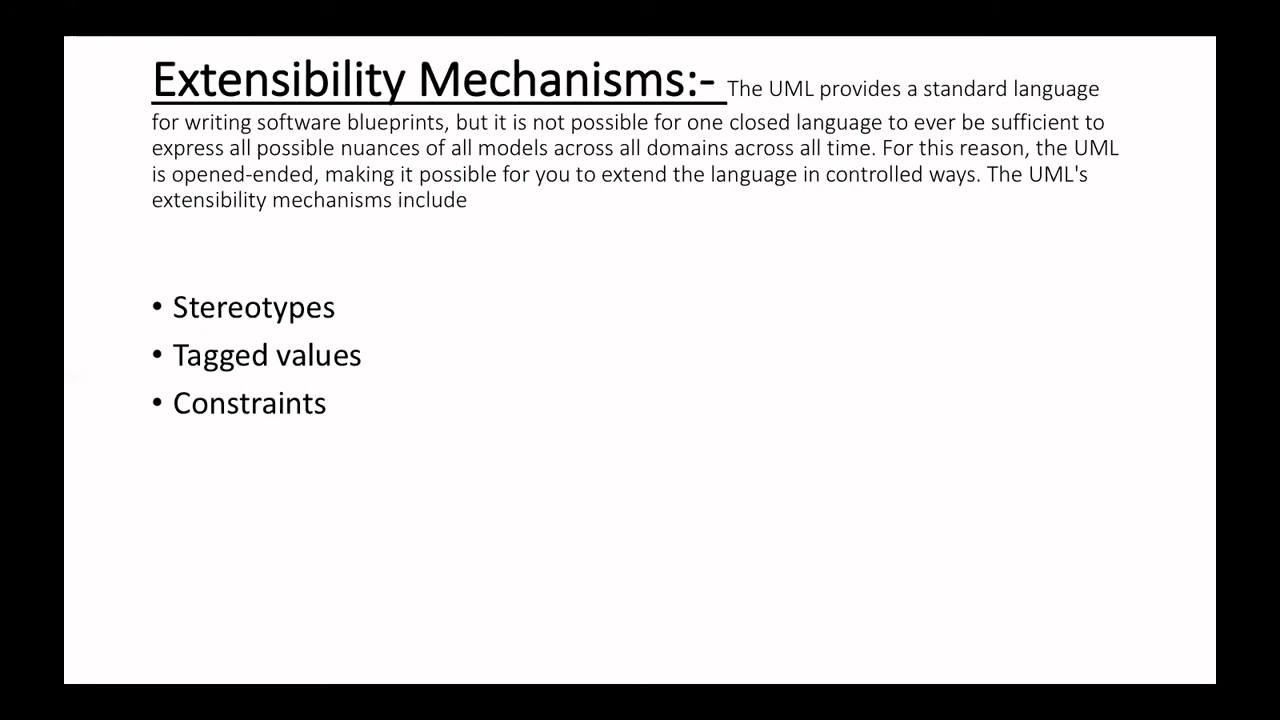 Extensibility Mechanisms:- The UML provides a standard language
for writing software blueprints, but it is not possible for one closed language to ever be sufficient to
express all possible nuances of all models across all domains across all time. For this reason, the UML
is opened-ended, making it possible for you to extend the language in controlled ways. The UML's
extensibility mechanisms include
• Stereotypes
• Tagged values
• Constraints